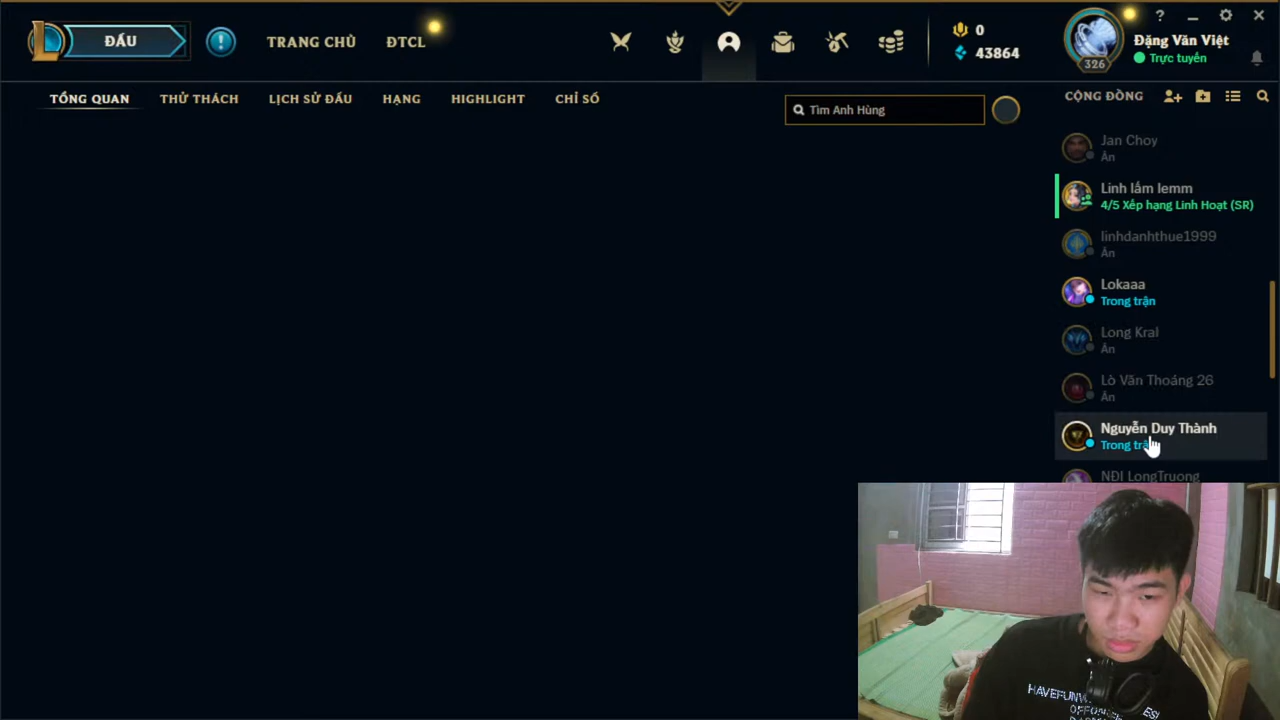 ĐẤU
TRANG CHỦ
ĐTCL
0
43864
?
326
Đặng Văn Việt
Trực tuyến
TỔNG QUAN
THỬ THÁCH
LỊCH SỬ ĐẤU
HẠNG
HIGHLIGHT
CHỈ SỐ
Tìm Anh Hùng
CỘNG ĐỒNG
Jan Choy
Ẩn
Linh lắm lemm
4/5 Xếp hạng Linh Hoạt (SR)
linhdanhthue1999
Ẩn
Lokaaa
Trong trận
Long Kral
Ẩn
Lò Văn Thoáng 26
Ẩn
Nguyễn Duy Thành
Trong
NĐI LongTruong